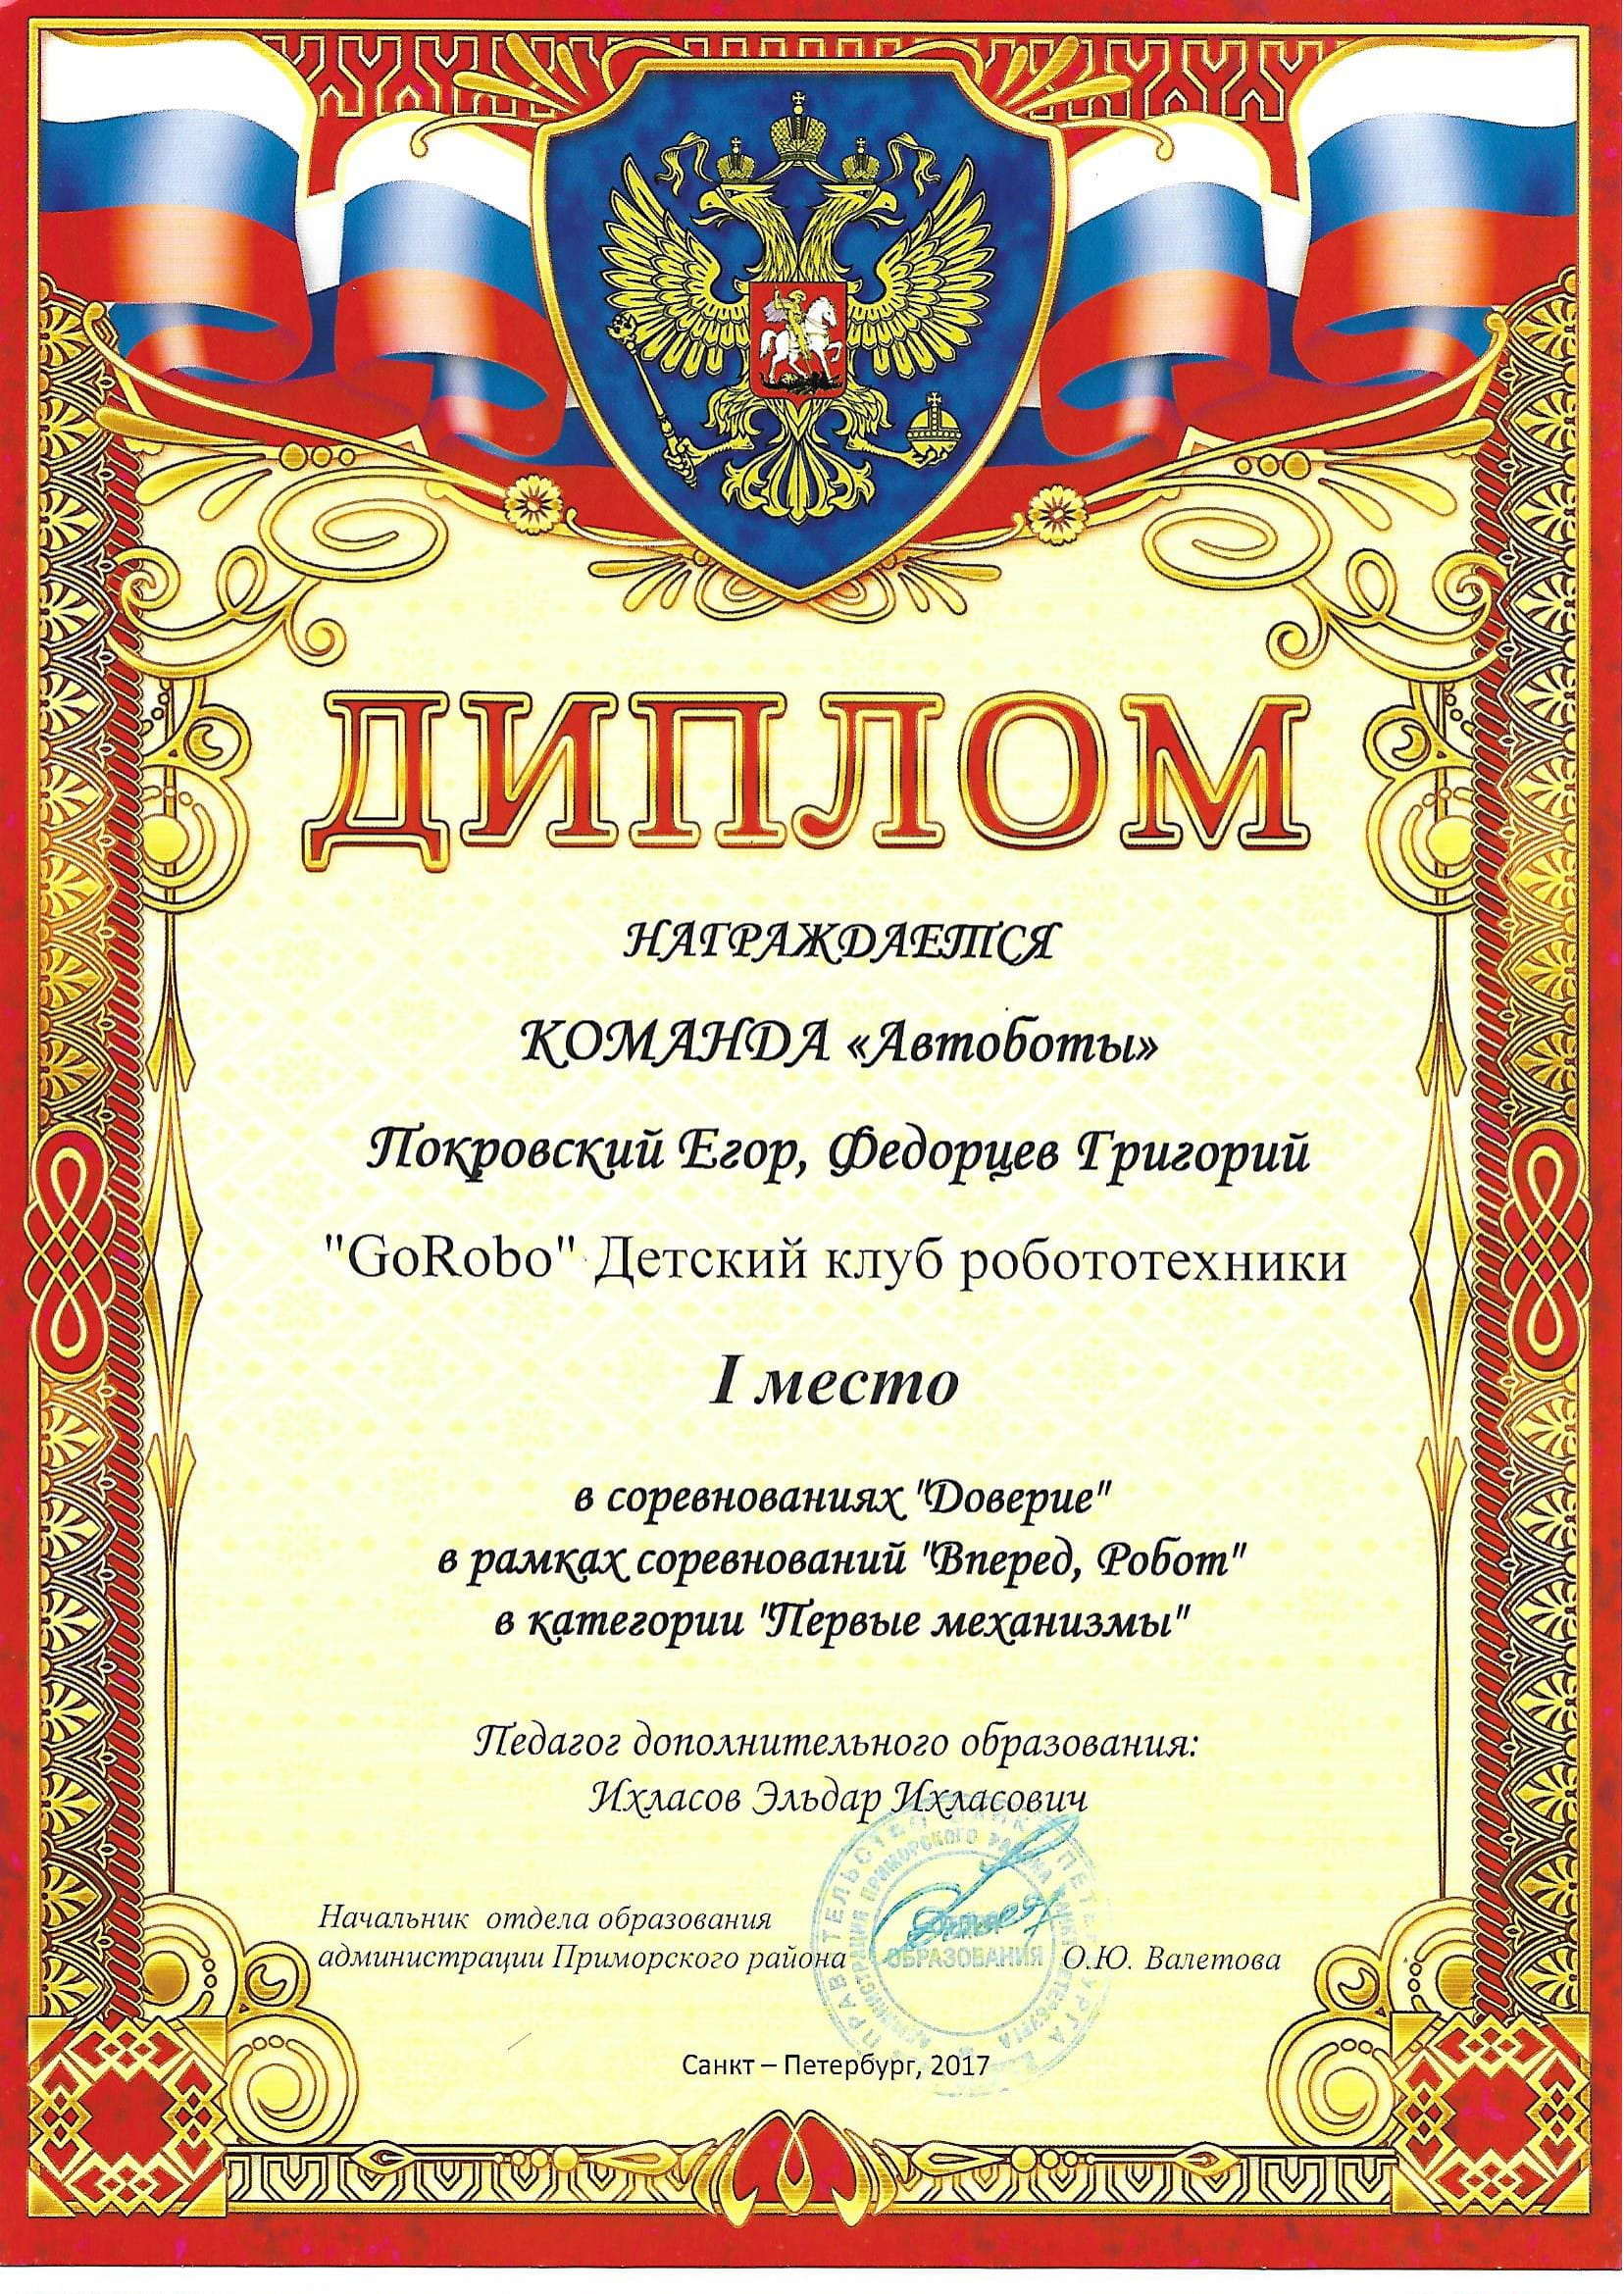 ДИПЛОМ
НАГРАЖДАЕТСЯ
КОМАНДА «Автоботы»
Покровский Егор, Федорцев Григорий
"GoRobo" Детский клуб робототехники
I место
в соревнованиях "Доверие"
в рамках соревнований "Вперед, Робот"
в категории "Первые механизмы"
Педагог дополнительного образования:
Ихласов Эльдар Ихласович
Начальник отдела образования
администрации Приморского района
О.Ю. Валетова
ПРИМОРСКОГО РАЙОНА
ОБРАЗОВАНИЯ
Санкт – Петербург, 2017